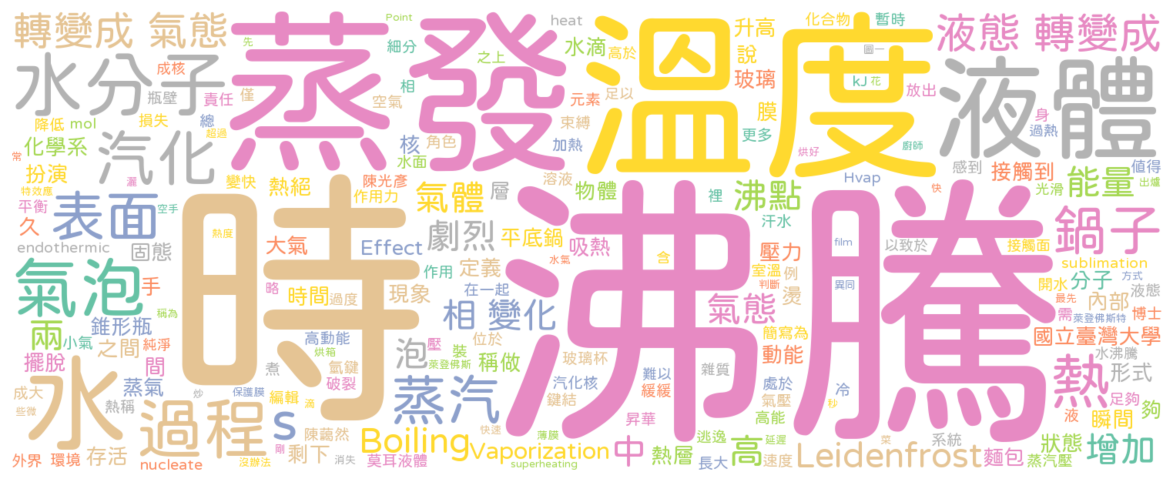 轉變成 氣態
蒸發
溫度
液態 轉變成
水分子
液體
沸騰
時
水
過程
汽化
表面
氣泡
蒸汽
熱
鍋子
能量
增加
相 變化
氣體
劇烈
沸點
氣態
Boiling
Vaporization
Leidenfrost
Effect
endothermic
sublimation
superheating
nucleate
Point
heat
Hvap
film
mol
kJ
s
中
高
兩
泡
手
久
間
核
相
膜
說
層
裡
燙
身
熱層
狀態
瞬間
夠
麵包
動能
壓力
吸熱
接觸到
物體
玻璃
升高
水滴
化合物
暫時
圖一
花
放出
廚師
烘好
高於
之上
足以
更多
元素
束縛
加熱
細分
空氣
角色
水面
溶液
先
成核
瓶壁
責任
僅
總
超過
降低
損失
化學系
常
灑
扮演
變快
熱絕
陳光彥
作用力
特效應
平衡
空手
固態
大氣
熱度
作用
平底鍋
定義
現象
在一起
水氣
略
時間
過度
錐形瓶
小氣
之間
純淨
稱為
擺脫
高動能
烘箱
氫鍵
破裂
壓
裝
位於
稱做
萊登佛斯
煮
蒸氣
成大
些微
熱稱
炒
保護膜
滴
編輯
陳藹然
剛
外界
環境
存活
沒辦法
消失
剩下
莫耳液體
快速
薄膜
玻璃杯
汽化核
鍵結
難以
緩緩
昇華
雜質
處於
氣壓
高能
逃逸
延遲
長大
速度
秒
冷
菜
系統
液
足夠
形式
水沸騰
蒸汽壓
國立臺灣大學
博士
需
內部
最先
萊登佛斯特
判斷
方式
異同
簡寫為
例
室溫
含
汗水
以致於
接觸面
開水
分子
液態
感到
過熱
值得
光滑
出爐
快